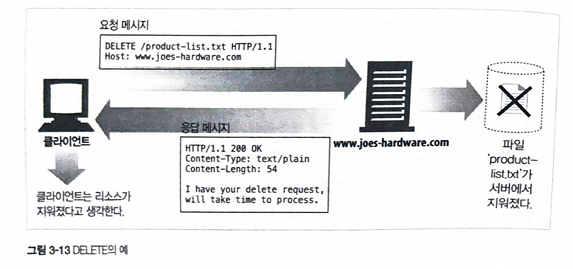 요청 메시지
DELETE /product-list.txt HTTP/1.1
Host: www.joes-hardware.com
클라이언트
클라이언트는 리소스가
지워졌다고 생각한다.
응답 메시지
HTTP/1.1 200 OK
Content-Type: text/plain
Content-Length: 54
I have your delete request,
will take time to process.
www.joes-hardware.com
파일
'product-
list.txt'가
서버에서
지워졌다.
그림 3-13 DELETE의 예